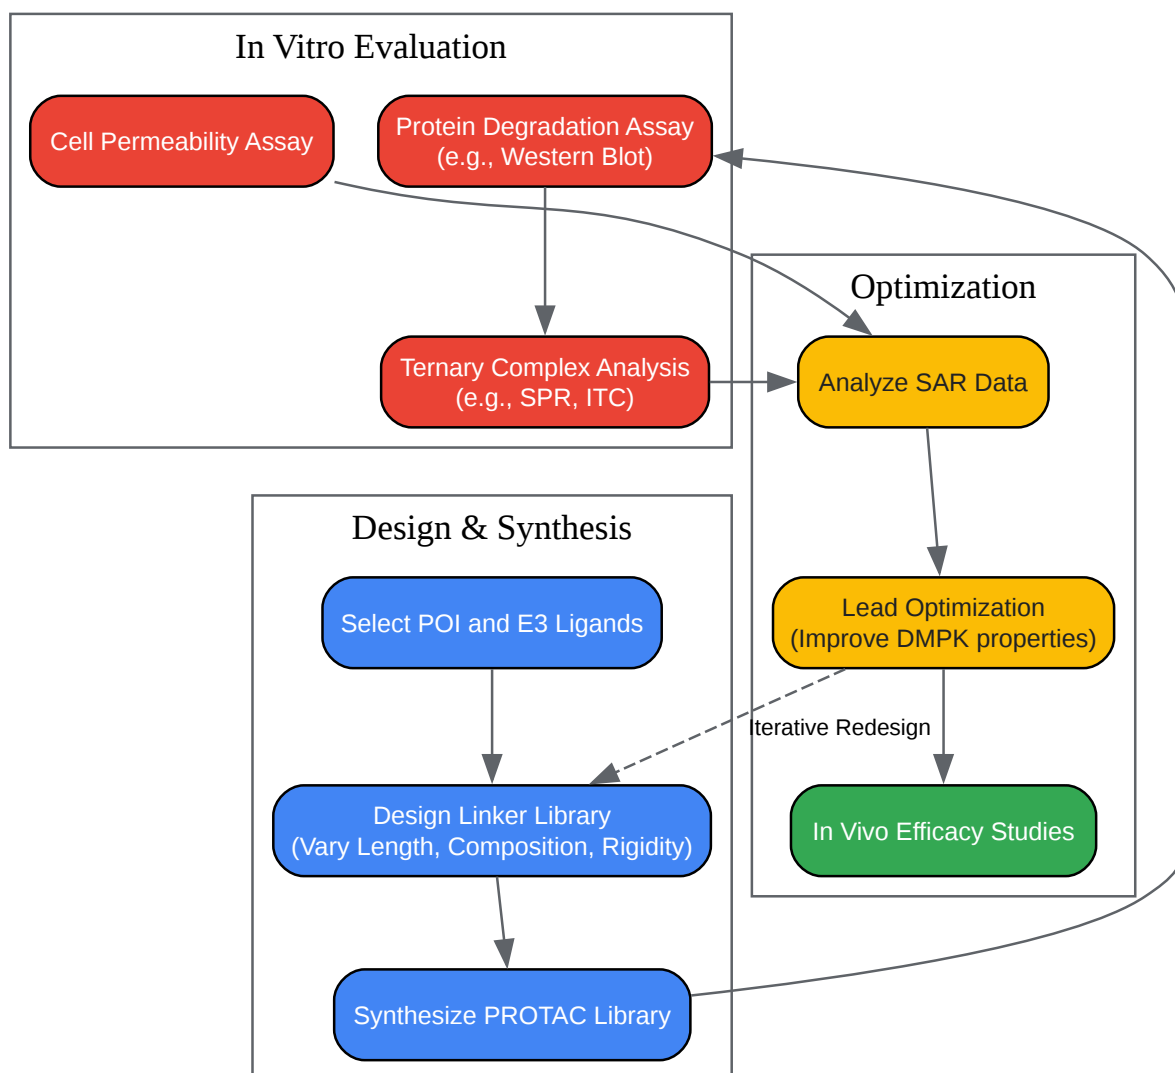 In Vitro Evaluation
Cell Permeability Assay
Protein Degradation Assay
(e.g., Western Blot)
Ternary Complex Analysis
(e.g., SPR, ITC)
Optimization
Analyze SAR Data
Lead Optimization
(Improve DMPK properties)
Iterative Redesign
In Vivo Efficacy Studies
Design & Synthesis
Select POI and E3 Ligands
Design Linker Library
(Vary Length, Composition, Rigidity)
Synthesize PROTAC Library